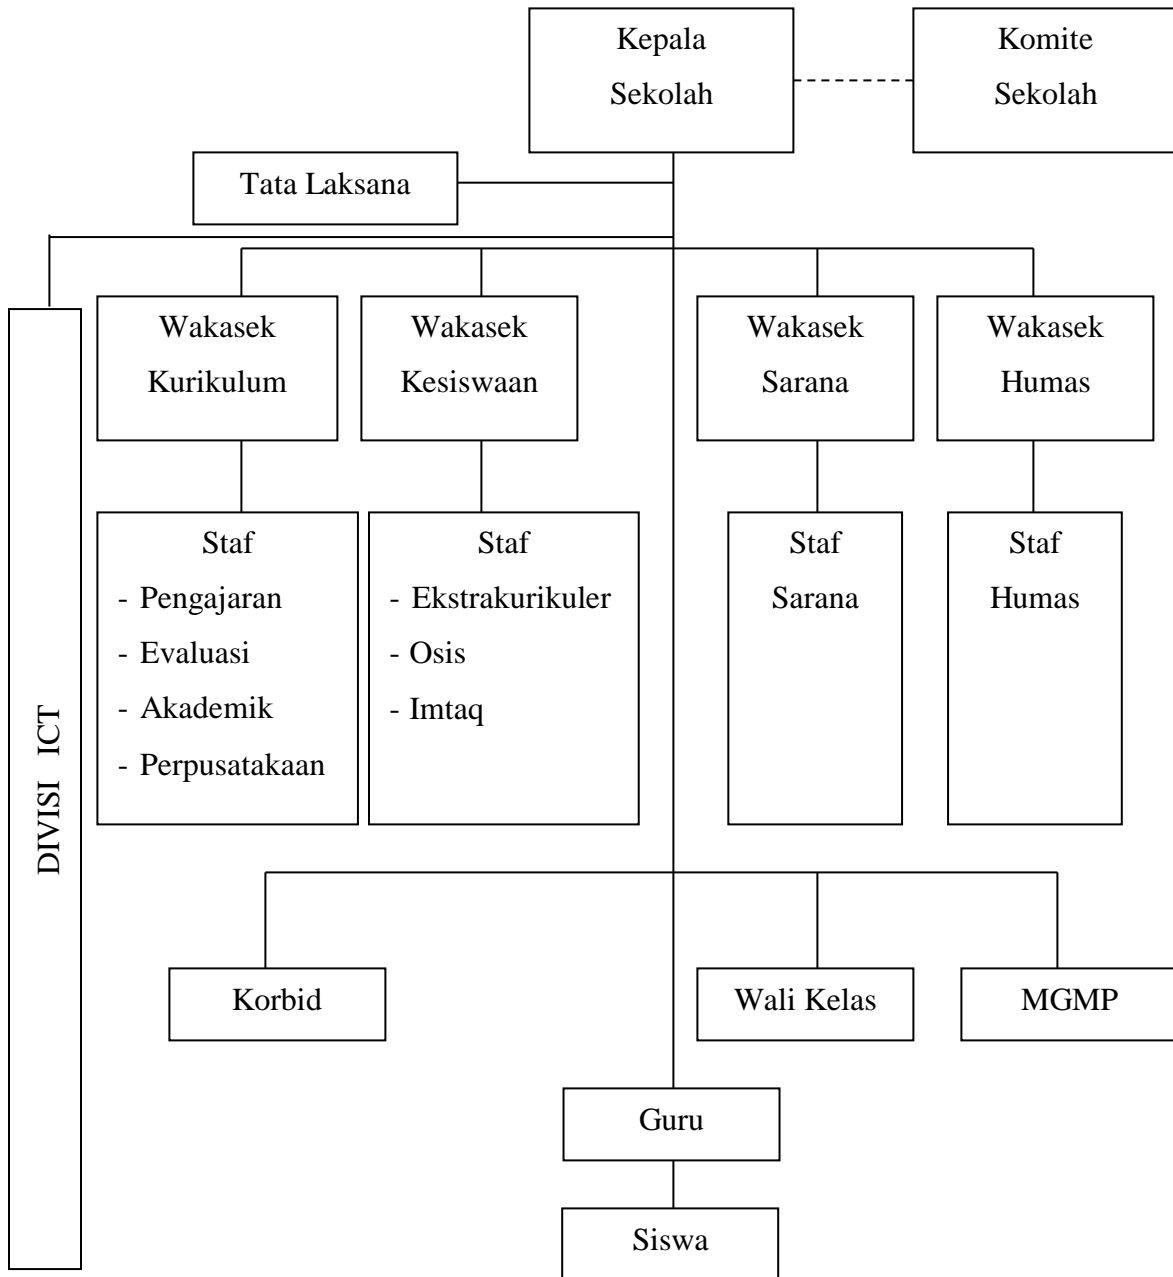 Kepala
Sekolah
Komite
Sekolah
Tata Laksana
Wakasek
Kurikulum
Wakasek
Kesiswaan
Wakasek
Sarana
Wakasek
Humas
Staf
- Pengajaran
- Evaluasi
- Akademik
- Perpusatakaan
Staf
- Ekstrakurikuler
- Osis
- Imtaq
Staf
Sarana
Staf
Humas
DIVISI ICT
Korbid
Wali Kelas
MGMP
Guru
Siswa